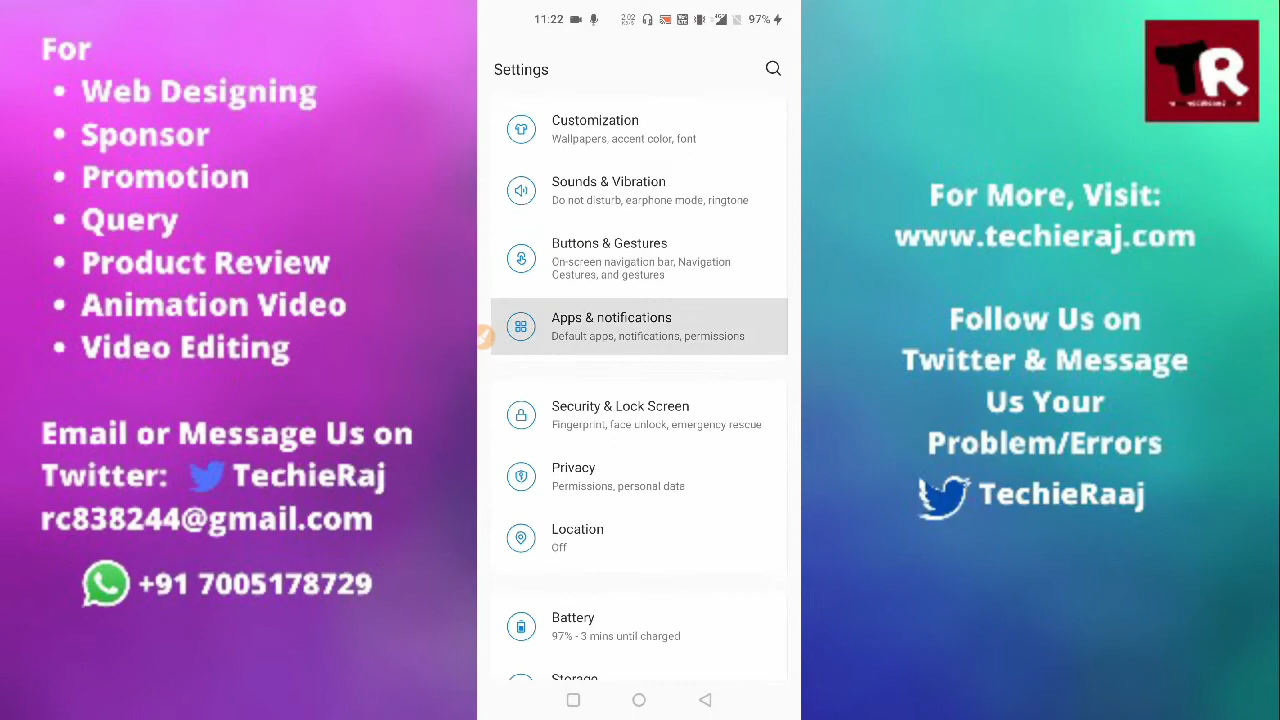 For
• Web Designing
• Sponsor
• Promotion
• Query
• Product Review
• Animation Video
• Video Editing
Email or Message Us on
Twitter: TechieRaj
rc838244@gmail.com
+91 7005178729
11:22
2.02
97%
Settings
Customization
Wallpapers, accent color, font
Sounds & Vibration
Do not disturb, earphone mode, ringtone
Buttons & Gestures
On-screen navigation bar, Navigation
Gestures, and gestures
Apps & notifications
Default apps, notifications, permissions
Security & Lock Screen
Fingerprint, face unlock, emergency rescue
Privacy
Permissions, personal data
Location
Off
Battery
97% - 3 mins until charged
Storage
TR
For More, Visit:
www.techieraj.com
Follow Us on
Twitter & Message
Us Your
Problem/Errors
TechieRaaj